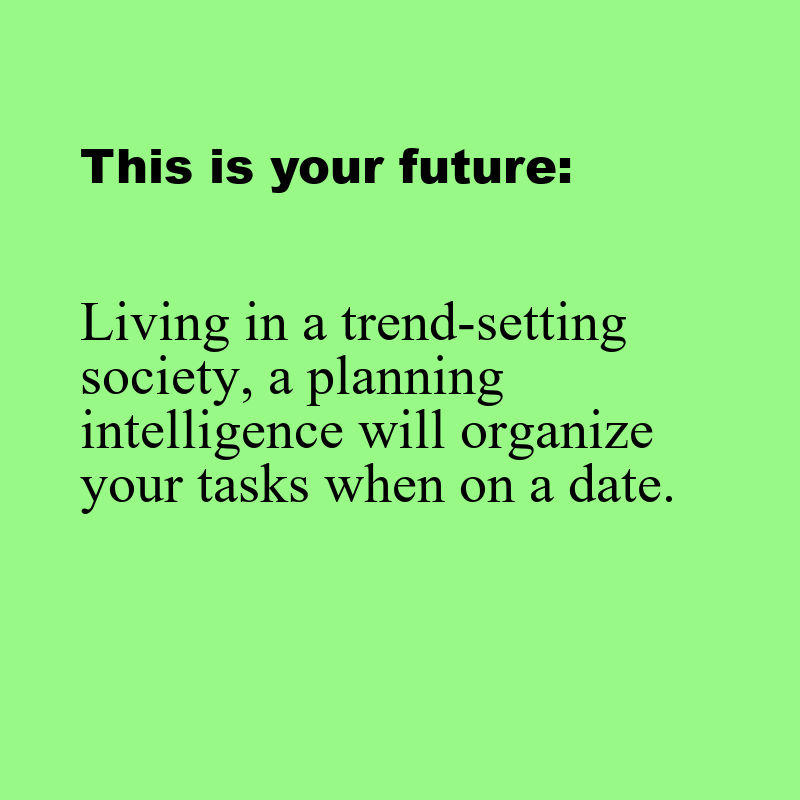 This is your future:
Living in a trend-setting
society, a planning
intelligence will organize
your tasks when on a date.